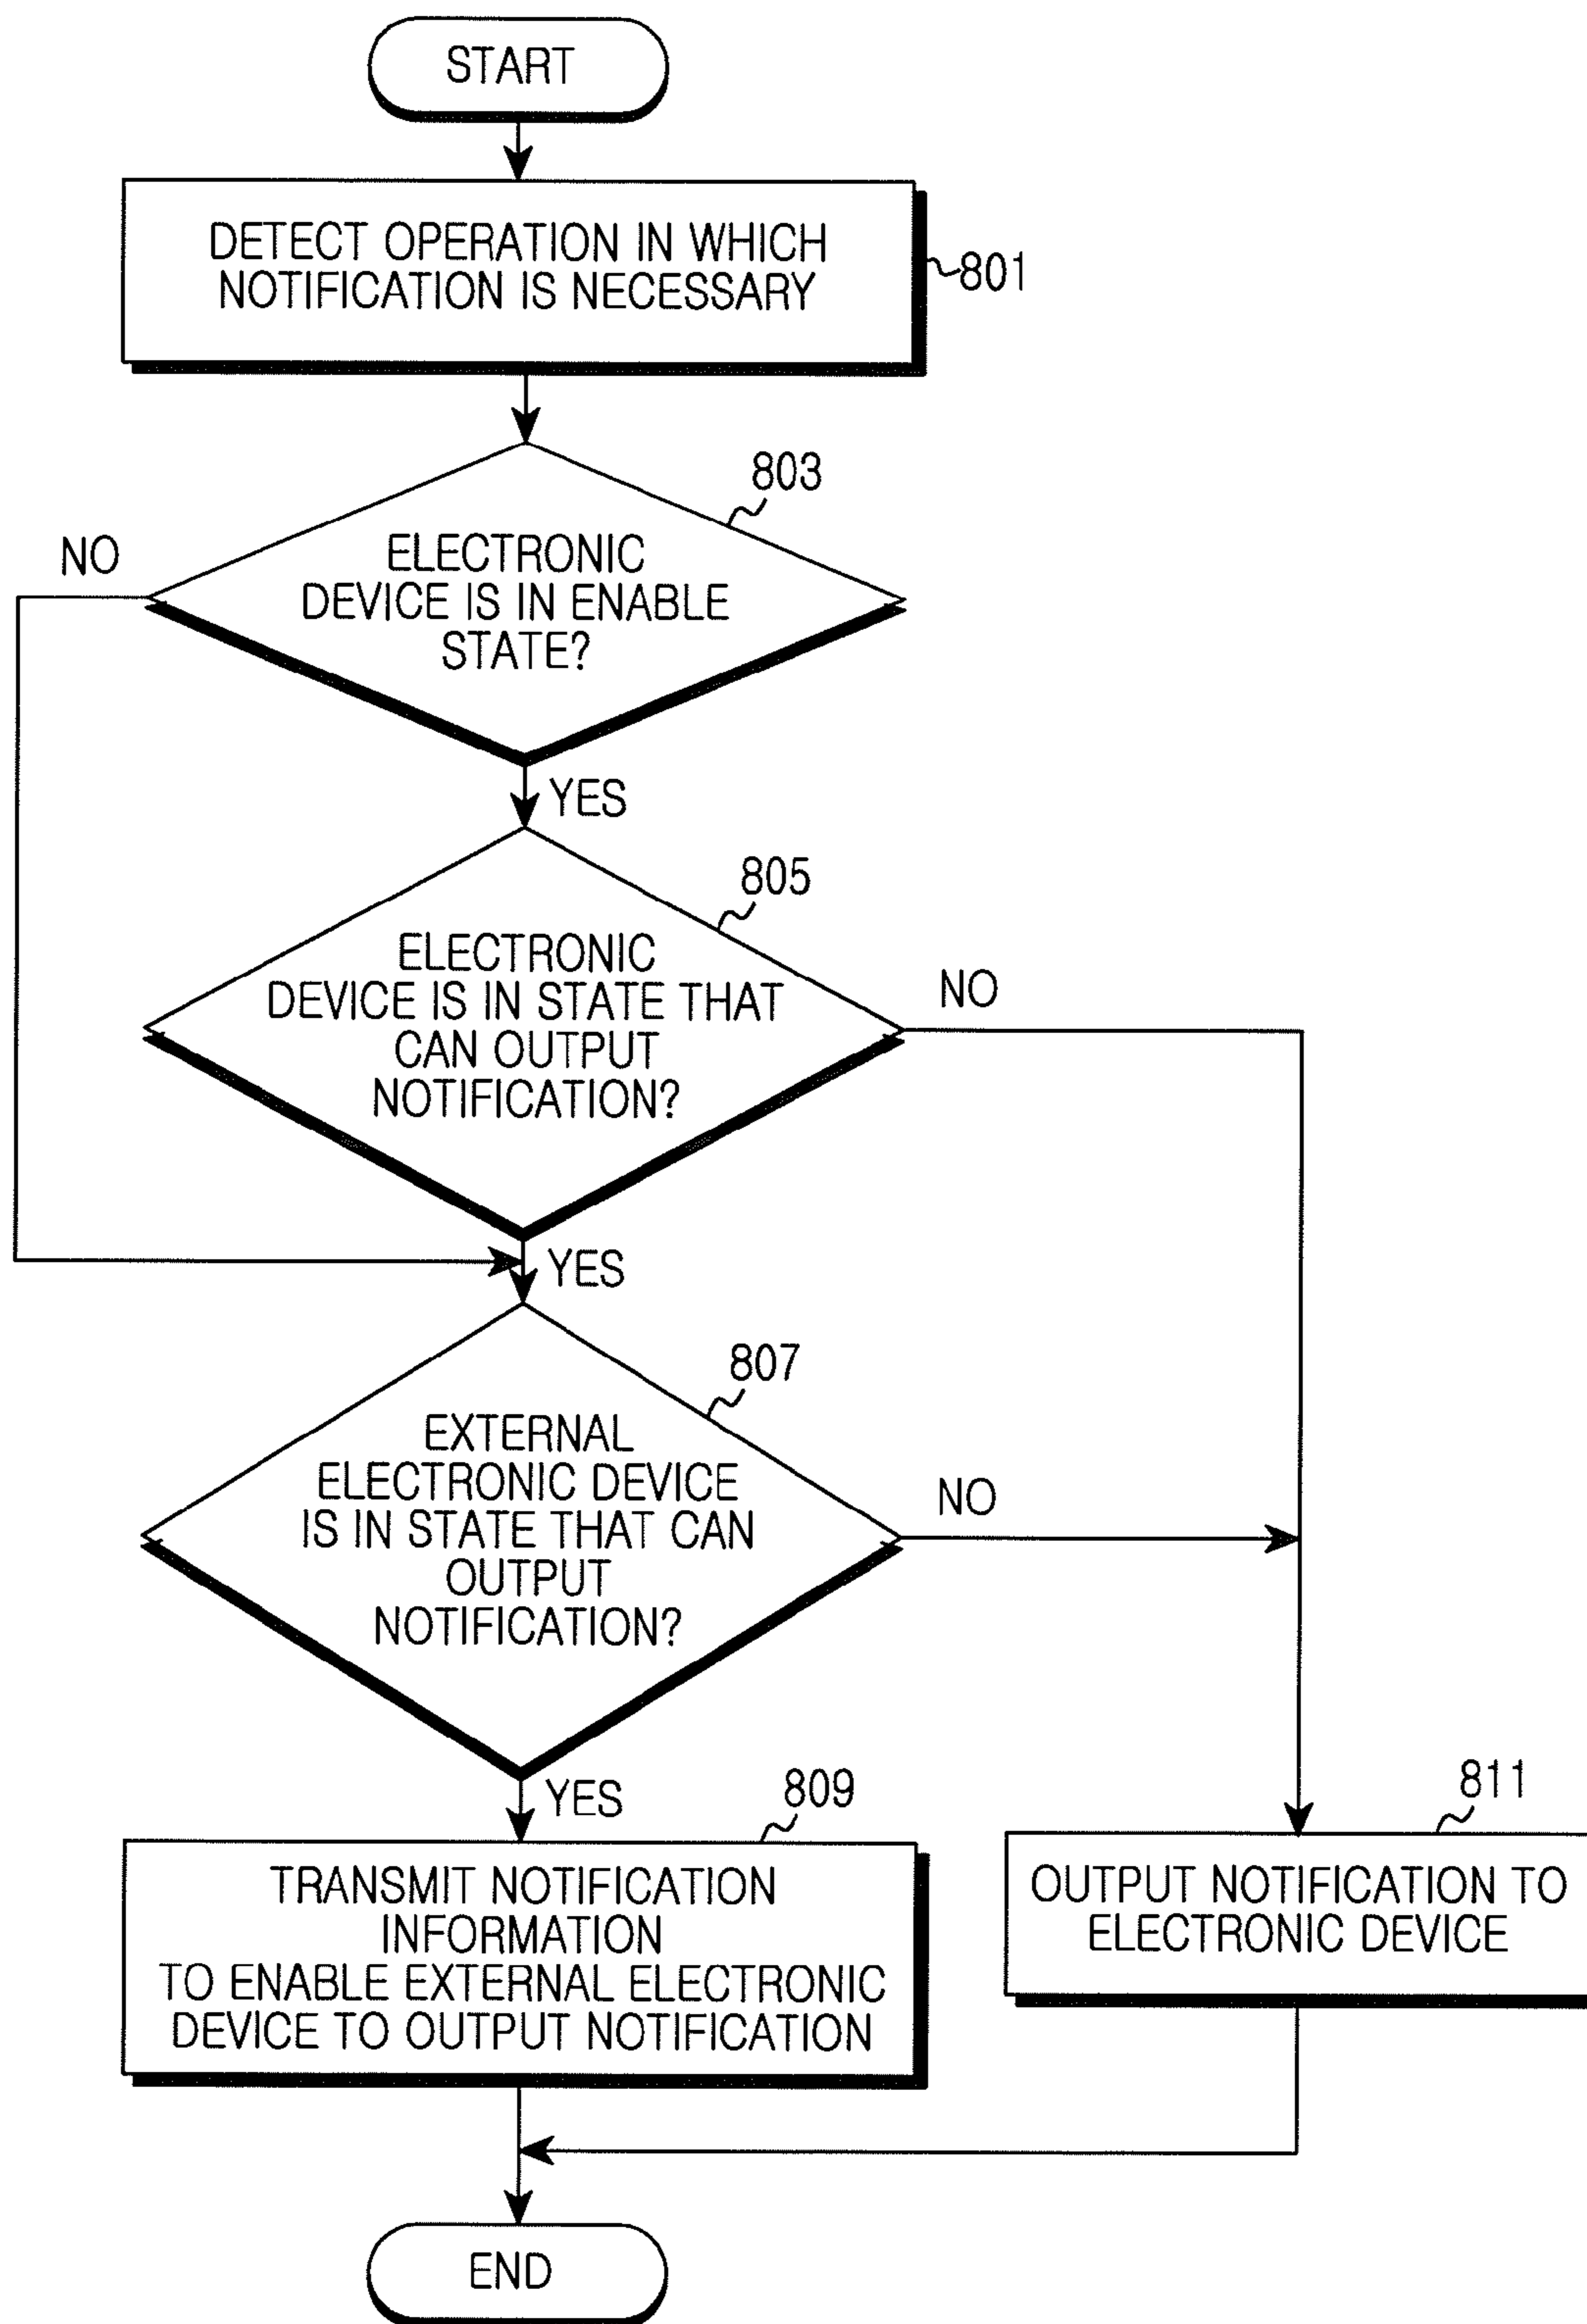 START
DETECT OPERATION IN WHICH
NOTIFICATION IS NECESSARY
801
803
NO
ELECTRONIC
DEVICE IS IN ENABLE
STATE?
YES
805
ELECTRONIC
DEVICE IS IN STATE THAT
CAN OUTPUT
NOTIFICATION?
NO
YES
807
EXTERNAL
ELECTRONIC DEVICE
IS IN STATE THAT CAN
OUTPUT
NOTIFICATION?
NO
YES
809
TRANSMIT NOTIFICATION
INFORMATION
TO ENABLE EXTERNAL ELECTRONIC
DEVICE TO OUTPUT NOTIFICATION
811
OUTPUT NOTIFICATION TO
ELECTRONIC DEVICE
END